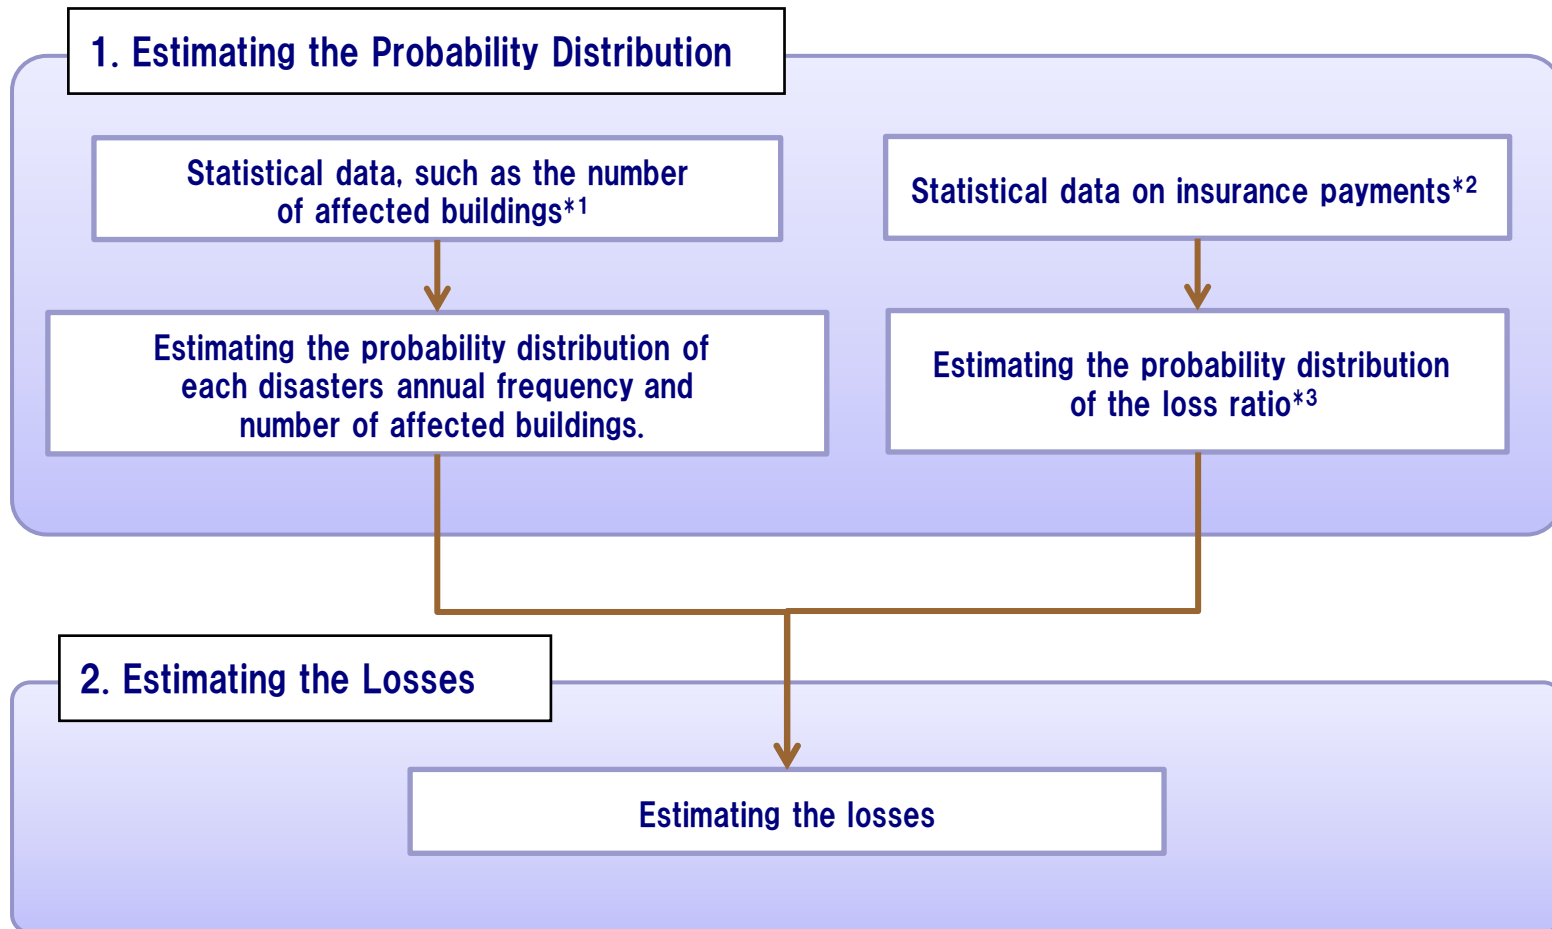 1. Estimating the Probability Distribution
Statistical data, such as the number
of affected buildings*1
Statistical data on insurance payments*2
Estimating the probability distribution of
each disasters annual frequency and
number of affected buildings.
Estimating the probability distribution
of the loss ratio*3
2. Estimating the Losses
Estimating the losses